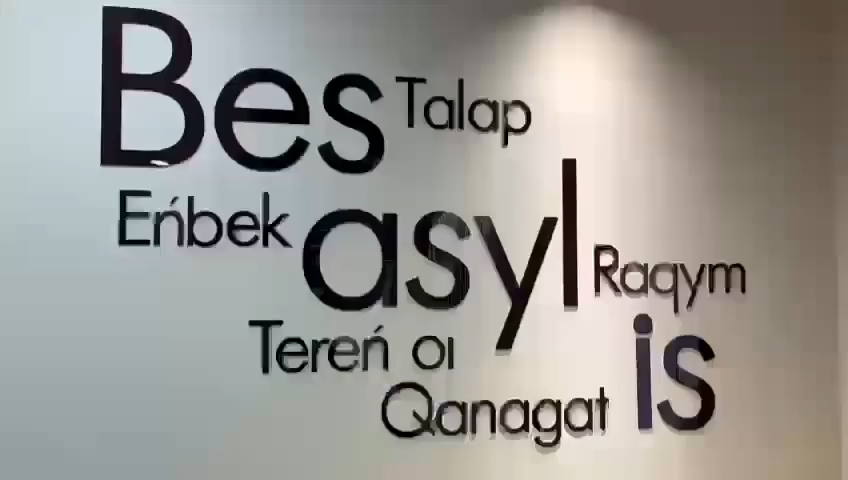 Bes Talap
Eńbek asyl Raqym
Tereń oı is
Qanagat